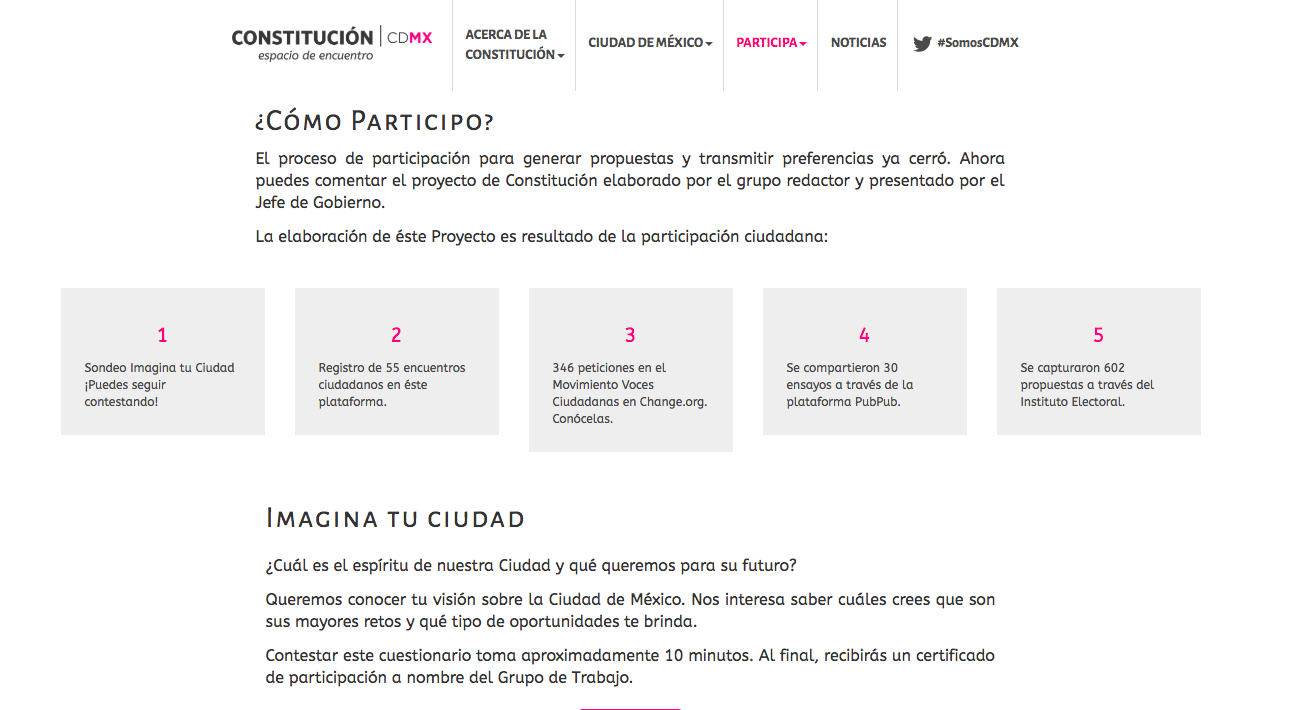 CONSTITUCIÓN CDMX
espacio de encuentro
ACERCA DE LA
CONSTITUCIÓN
CIUDAD DE MÉXICO
PARTICIPA
NOTICIAS
#SomosCDMX
¿Cómo Participo?
El proceso de participación para generar propuestas y transmitir preferencias ya cerró. Ahora
puedes comentar el proyecto de Constitución elaborado por el grupo redactor y presentado por el
Jefe de Gobierno.
La elaboración de éste Proyecto es resultado de la participación ciudadana:
1
Sondeo Imagina tu Ciudad
¡Puedes seguir
contestando!
2
Registro de 55 encuentros
ciudadanos en éste
plataforma.
3
346 peticiones en el
Movimiento Voces
Ciudadanas en Change.org.
Conócelas.
4
Se compartieron 30
ensayos a través de la
plataforma PubPub.
5
Se capturaron 602
propuestas a través del
Instituto Electoral.
Imagina tu ciudad
¿Cuál es el espíritu de nuestra Ciudad y qué queremos para su futuro?
Queremos conocer tu visión sobre la Ciudad de México. Nos interesa saber cuáles crees que son
sus mayores retos y qué tipo de oportunidades te brinda.
Contestar este cuestionario toma aproximadamente 10 minutos. Al final, recibirás un certificado
de participación a nombre del Grupo de Trabajo.